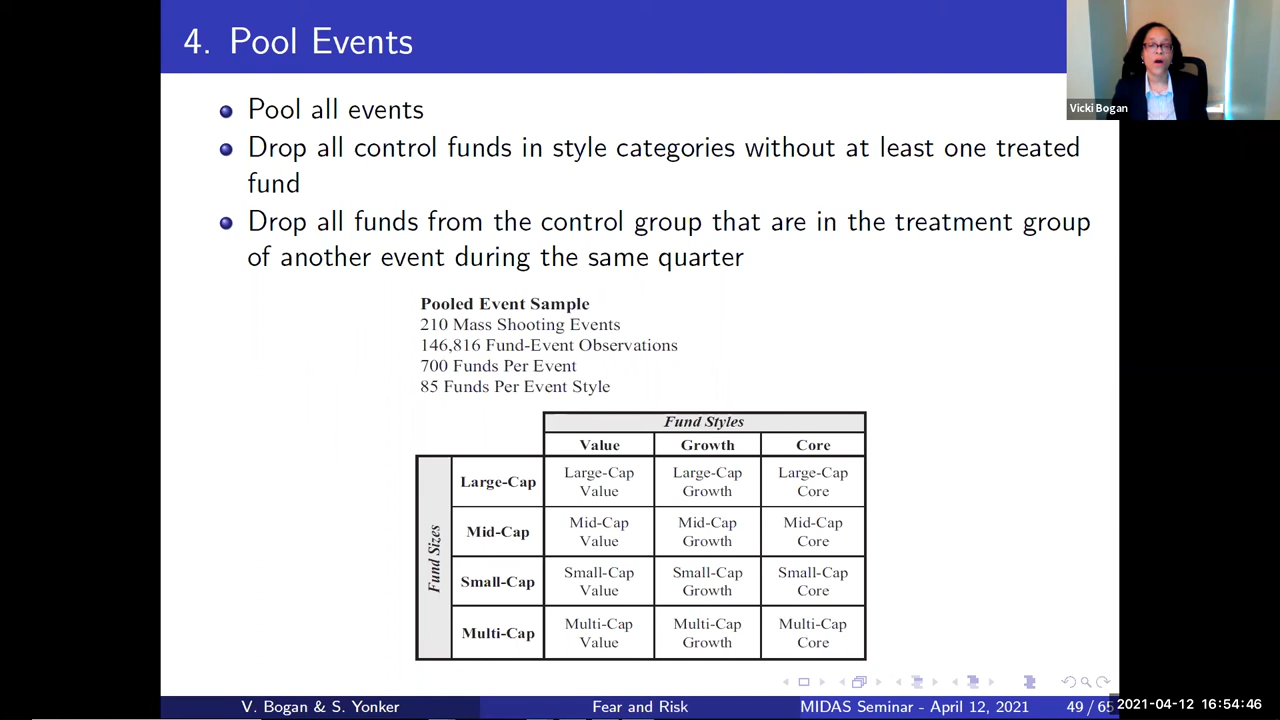 4. Pool Events
Vicki Bogan
Pool all events
Drop all control funds in style categories without at least one treated
fund
Drop all funds from the control group that are in the treatment group
of another event during the same quarter
Pooled Event Sample
210 Mass Shooting Events
146,816 Fund-Event Observations
700 Funds Per Event
85 Funds Per Event Style
Fund Styles
Value Growth Core
Fund Sizes
Large-Cap
Large-Cap Large-Cap Large-Cap
Value Growth Core
Mid-Cap
Mid-Cap Mid-Cap Mid-Cap
Value Growth Core
Small-Cap
Small-Cap Small-Cap Small-Cap
Value Growth Core
Multi-Cap
Multi-Cap Multi-Cap Multi-Cap
Value Growth Core
V. Bogan & S. Yonker Fear and Risk MIDAS Seminar - April 12, 2021 49 / 65
2021-04-12 16:54:46